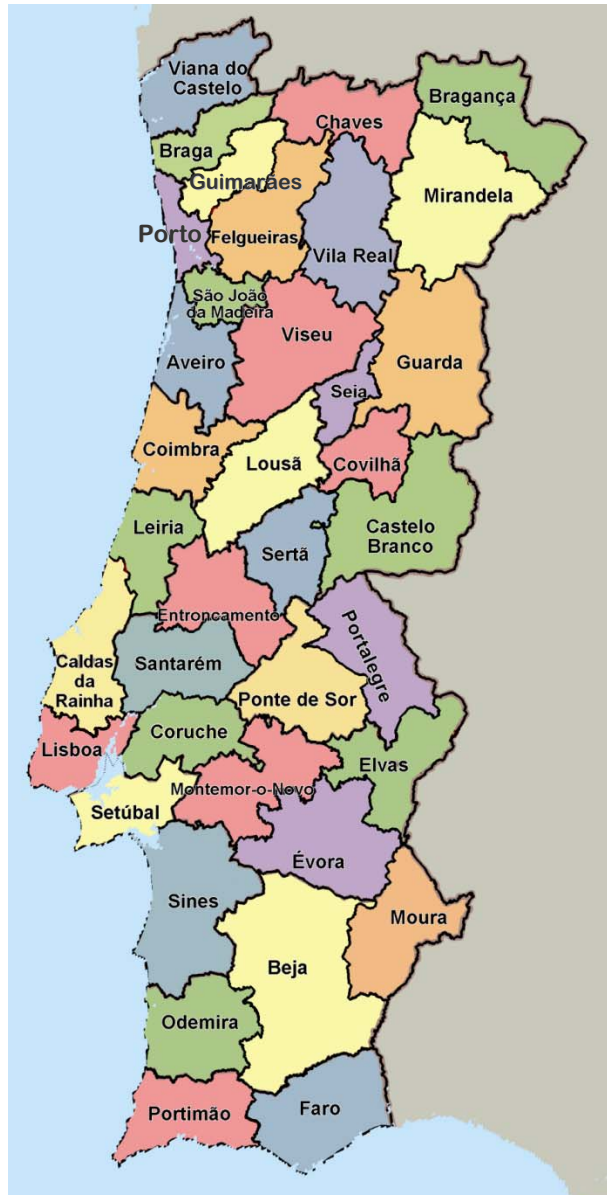 Viana do
Castelo
Bragança
Chaves
Braga
Guimarães
Mirandela
Porto
Felgueiras
Vila Real
São João
da Madeira
Viseu
Aveiro
Guarda
Seia
Coimbra
Lousã
Covilhã
Leiria
Castelo
Branco
Sertã
Entroncamento
Portalegre
Caldas
da
Rainha
Santarém
Ponte de Sor
Coruche
Lisboa
Elvas
Montemor-o-Novo
Setúbal
Évora
Sines
Moura
Beja
Odemira
Portimão
Faro